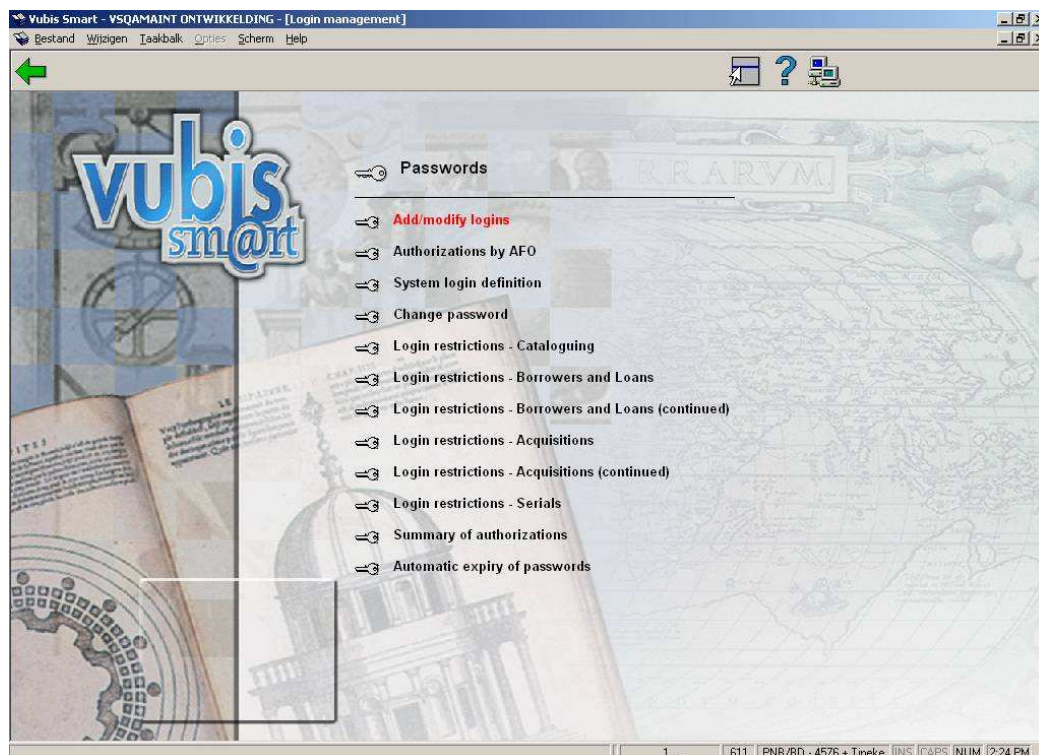 Vubis Smart - VSQAMAINT ONTWIKKELDING - [Login management]
Bestand Wijzigen Taakbalk Opties Scherm Help
vubis
sm@rt
RARVM
Passwords
Add/modify logins
Authorizations by AFO
System login definition
Change password
Login restrictions - Cataloguing
Login restrictions - Borrowers and Loans
Login restrictions - Borrowers and Loans (continued)
Login restrictions - Acquisitions
Login restrictions - Acquisitions (continued)
Login restrictions - Serials
Summary of authorizations
Automatic expiry of passwords
1 611 PNB/BD - 4576 + Tineke INS CAPS NUM 2:24 PM